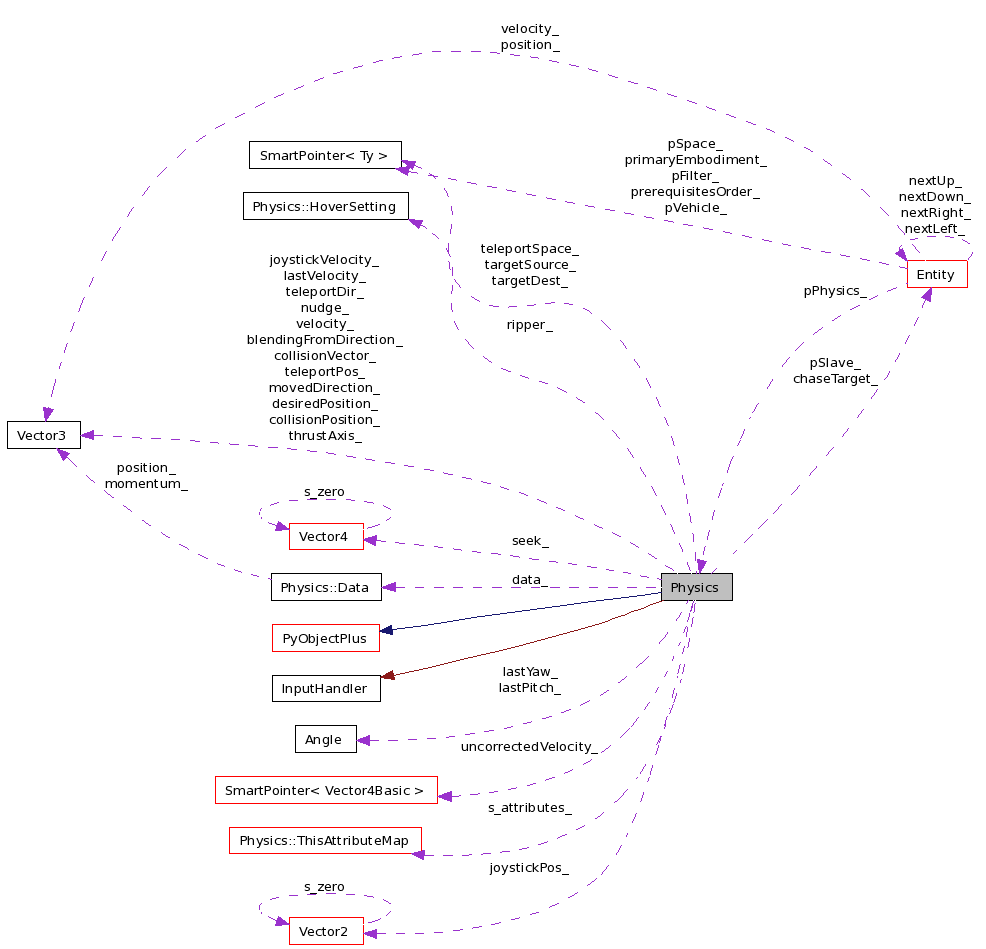 velocity_
position_
SmartPointer< Ty >
pSpace_
primaryEmbodiment_
pFilter_
prerequisitesOrder_
pVehicle_
nextUp_
nextDown_
nextRight_
nextLeft_
Physics::HoverSetting
Entity
teleportSpace_
targetSource_
targetDest_
joystickVelocity_
lastVelocity_
teleportDir_
nudge_
velocity_
blendingFromDirection_
collisionVector_
teleportPos_
movedDirection_
desiredPosition_
collisionPosition_
thrustAxis_
pPhysics_
ripper_
pSlave_
chaseTarget_
Vector3
position_
momentum_
s_zero
Vector4
seek_
Physics::Data
data_
Physics
PyObjectPlus
InputHandler
lastYaw_
lastPitch_
Angle
uncorrectedVelocity_
SmartPointer< Vector4Basic >
s_attributes_
Physics::ThisAttributeMap
joystickPos_
s_zero
Vector2